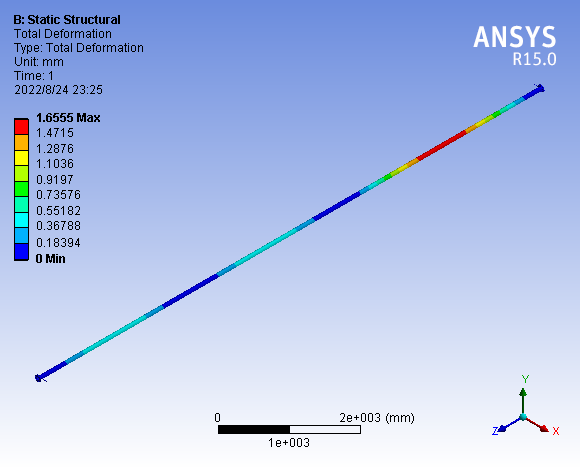 B: Static Structural
Total Deformation
Type: Total Deformation
Unit: mm
Time: 1
2022/8/24 23:25
ANSYS
R15.0
1.6555 Max
1.4715
1.2876
1.1036
0.9197
0.73576
0.55182
0.36788
0.18394
0 Min
0
2e+003 (mm)
1e+003
Y
Z
X